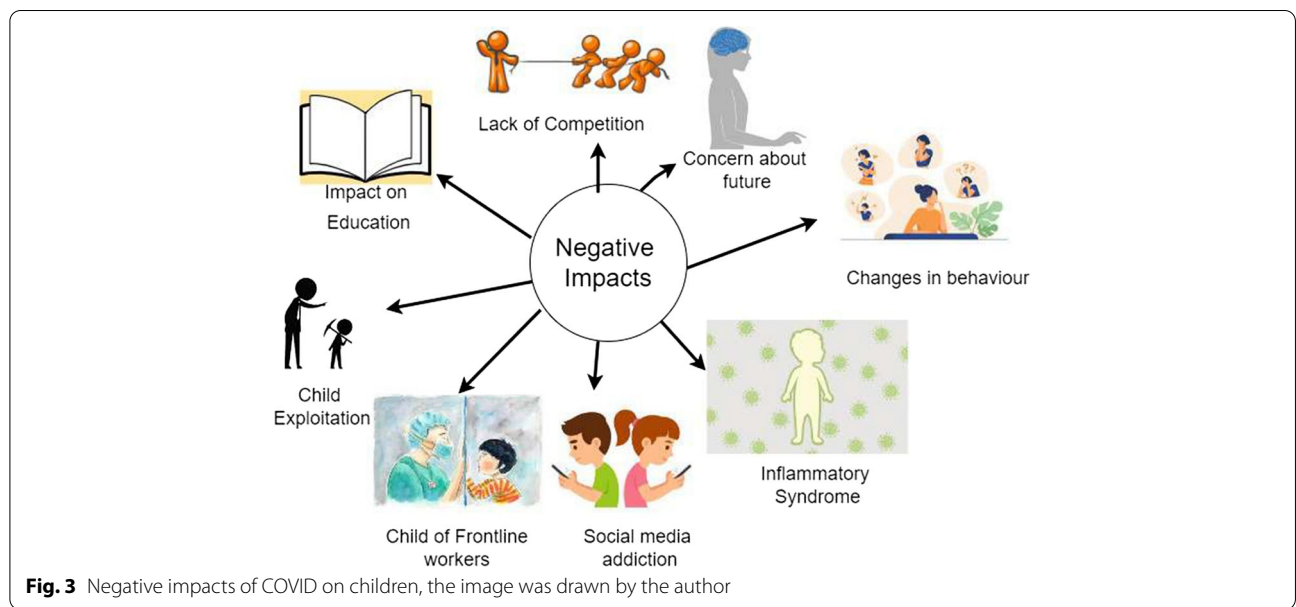 Lack of Competition
Concern about
future
Impact on
Education
Negative
Impacts
Changes in behaviour
Child
Exploitation
Inflammatory
Syndrome
Child of Frontline
workers
Social media
addiction
Fig. 3 Negative impacts of COVID on children, the image was drawn by the author